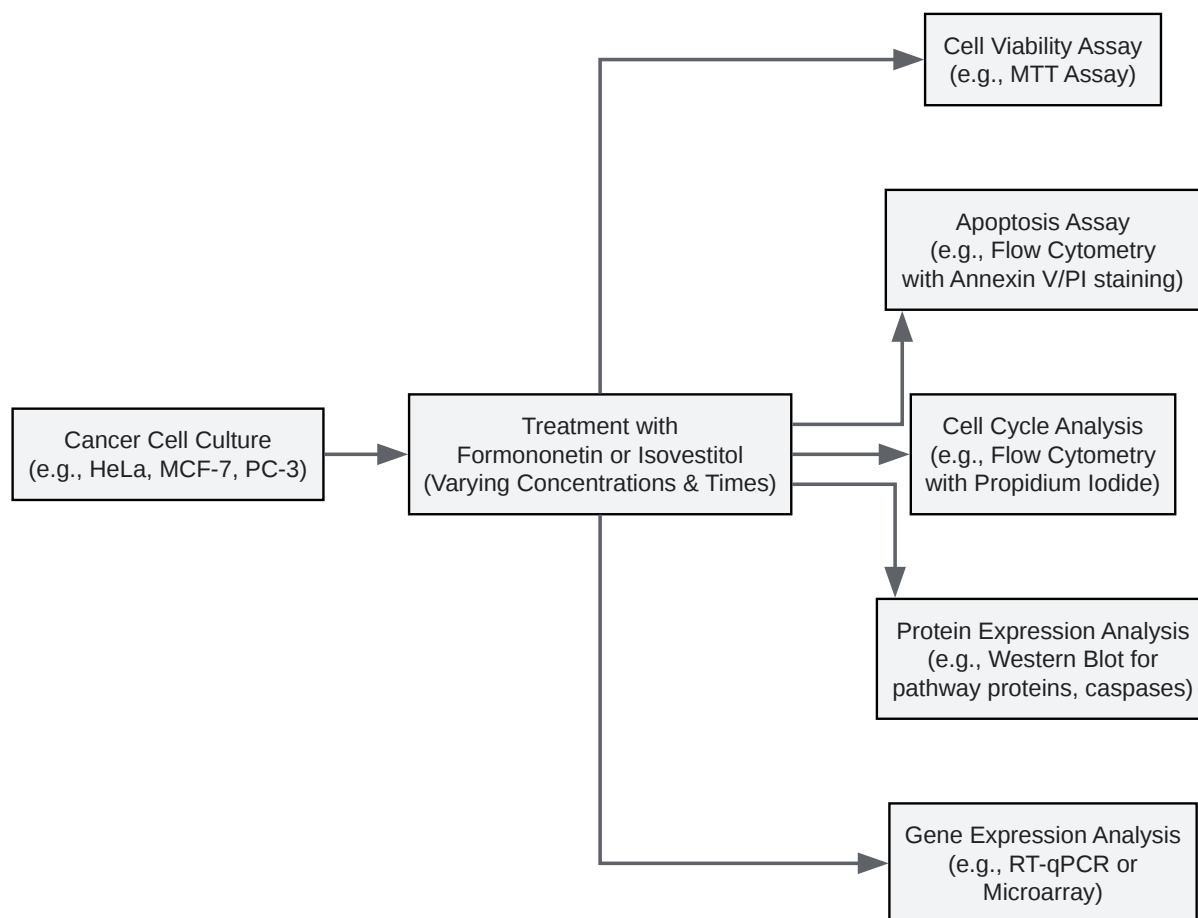 Cell Viability Assay
(e.g., MTT Assay)
Apoptosis Assay
(e.g., Flow Cytometry
with Annexin V/PI staining)
Cancer Cell Culture
(e.g., HeLa, MCF-7, PC-3)
Treatment with
Formononetin or Isovestitol
(Varying Concentrations & Times)
Cell Cycle Analysis
(e.g., Flow Cytometry
with Propidium Iodide)
Protein Expression Analysis
(e.g., Western Blot for
pathway proteins, caspases)
Gene Expression Analysis
(e.g., RT-qPCR or
Microarray)